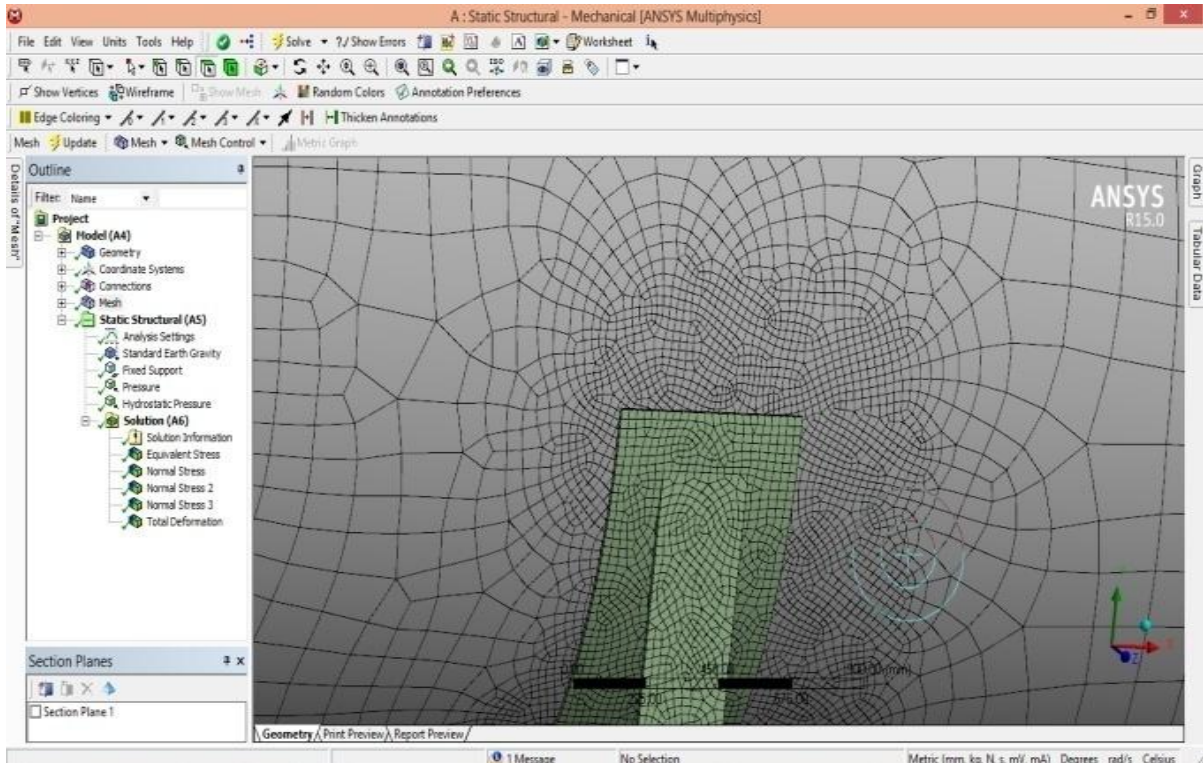 A : Static Structural - Mechanical [ANSYS Multiphysics]
File Edit View Units Tools Help Solve ?/ Show Errors Worksheet
Show Vertices Wireframe Show Mesh Random Colors Annotation Preferences
Edge Coloring Thicken Annotations
Mesh Update Mesh Mesh Control Metric Graph
Details of "Mesh"
Outline
Filter: Name
Project
Model (A4)
Geometry
Coordinate Systems
Connections
Mesh
Static Structural (A5)
Analysis Settings
Standard Earth Gravity
Fixed Support
Pressure
Hydrostatic Pressure
Solution (A6)
Solution Information
Equivalent Stress
Normal Stress
Normal Stress 2
Normal Stress 3
Total Deformation
Section Planes
Section Plane 1
ANSYS
R15.0
Graph
Tabular Data
Geometry Print Preview Report Preview
1 Message No Selection Metric (mm, kg, N, s, mV, mA) Degrees rad/s Celsius